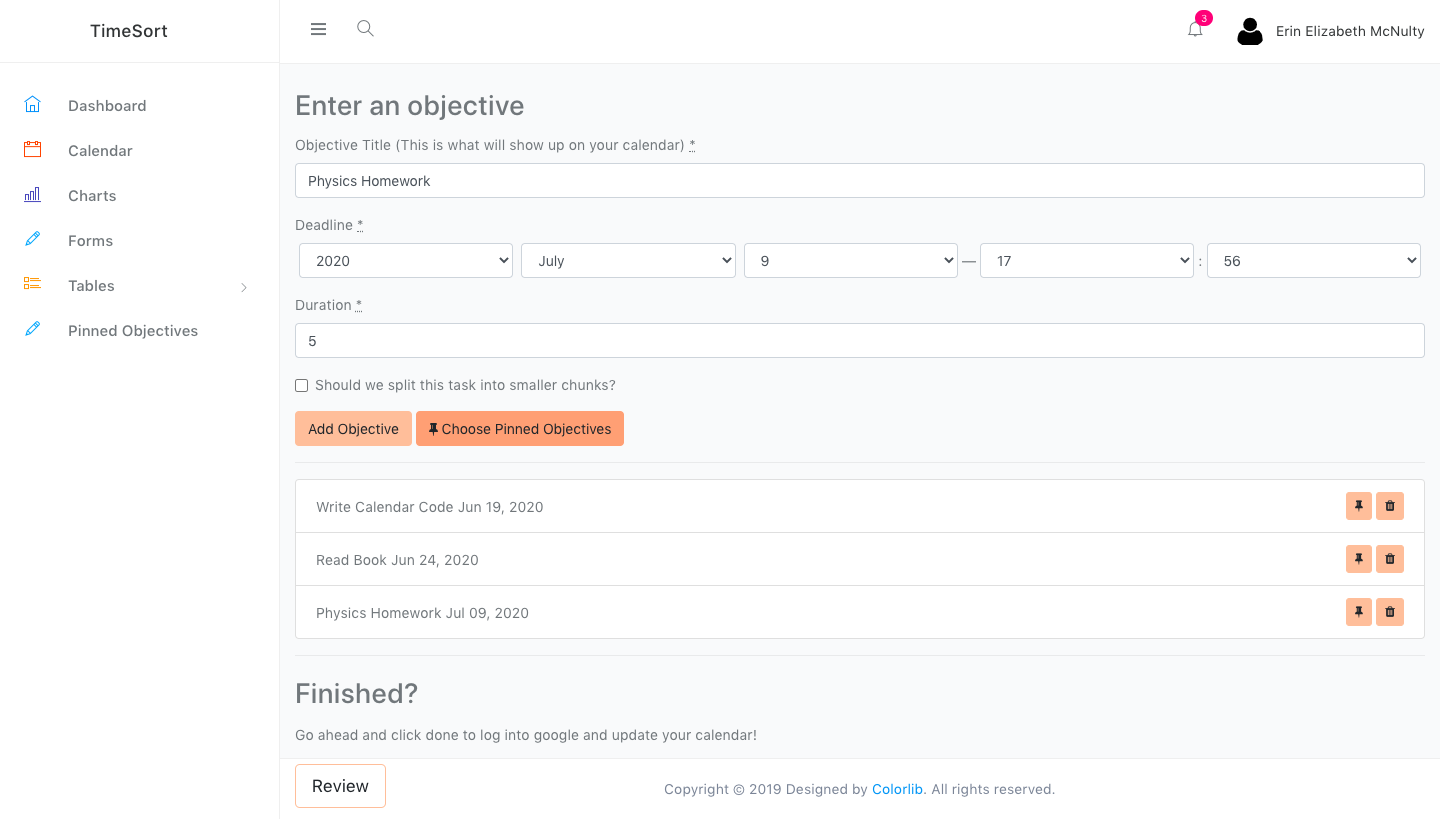 TimeSort
3
Erin Elizabeth McNulty
Dashboard
Calendar
Charts
Forms
Tables
Pinned Objectives
Enter an objective
Objective Title (This is what will show up on your calendar) *
Physics Homework
Deadline *
2020 July 9 — 17 : 56
Duration *
5
Should we split this task into smaller chunks?
Add Objective Choose Pinned Objectives
Write Calendar Code Jun 19, 2020
Read Book Jun 24, 2020
Physics Homework Jul 09, 2020
Finished?
Go ahead and click done to log into google and update your calendar!
Review
Copyright © 2019 Designed by Colorlib. All rights reserved.